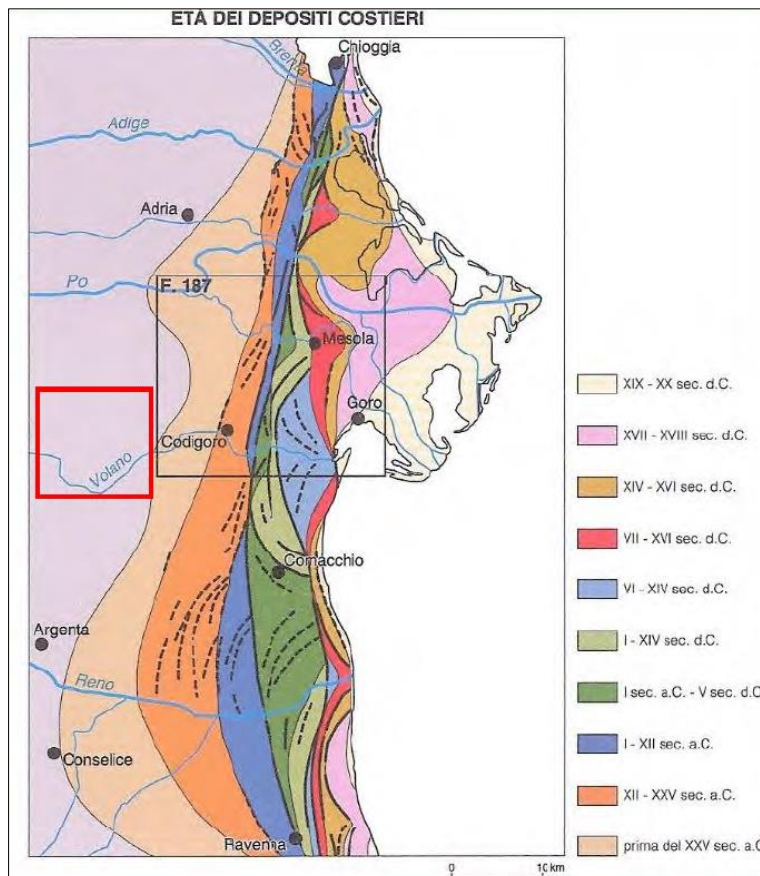 ETÀ DEI DEPOSITI COSTIERI
Chioggia
Brenta
Adige
Adria
Po
F. 187
Mesola
Goro
Codigoro
Volano
Comacchio
Argenta
Reno
Conselice
Ravenna
XIX - XX sec. d.C.
XVII - XVIII sec. d.C.
XIV - XVI sec. d.C.
VII - XVI sec. d.C.
VI - XIV sec. d.C.
I - XIV sec. d.C.
I sec. a.C. - V sec. d.C
I - XII sec. a.C.
XII - XXV sec. a.C.
prima del XXV sec. a.C
0 10 km